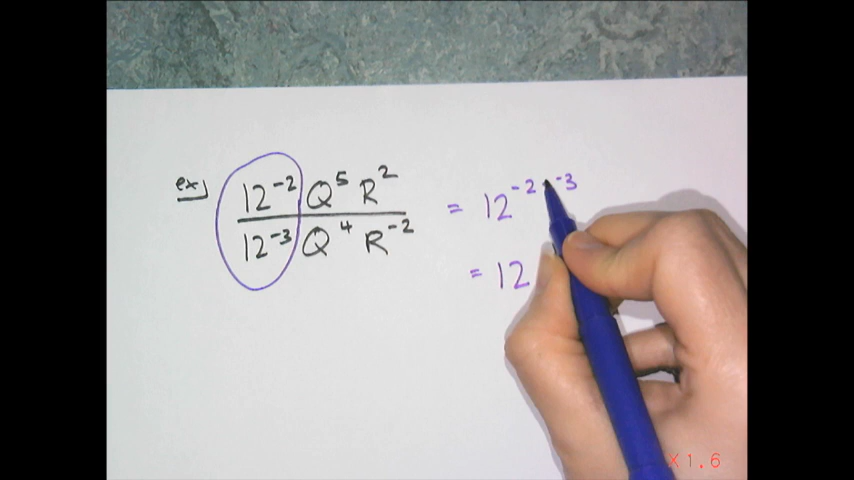 ex) 12⁻² Q⁵ R² = 12⁻² ⁻³
12⁻³ Q⁴ R⁻² = 12
×1.6